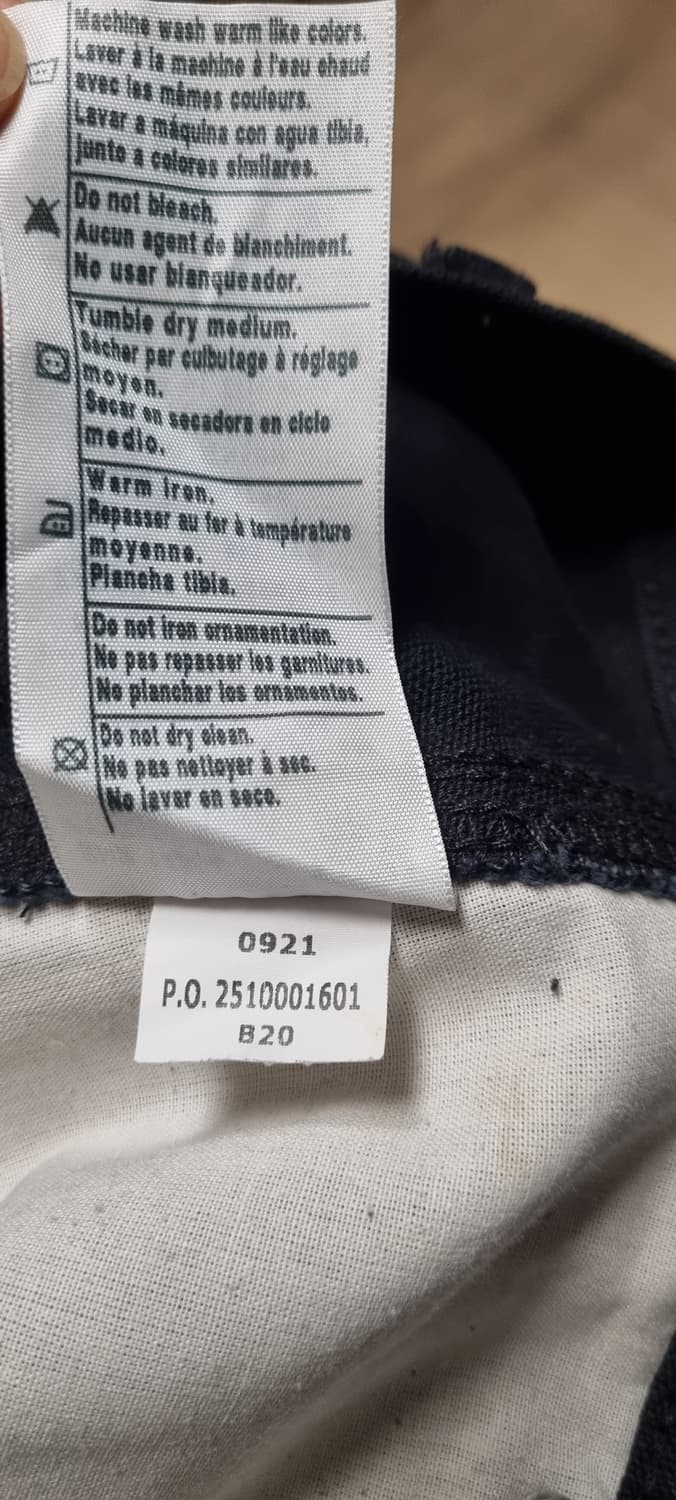 Machine wash warm like colors.
Laver à la machine à l'eau chaud
avec les mêmes couleurs.
Lavar a máquina con agua tibia,
junto a colores similares.
Do not bleach.
Aucun agent de blanchiment.
No usar blanqueador.
Tumble dry medium.
Sécher par culbutage à réglage
moyen.
Secar en secadora en ciclo
medio.
Warm iron.
Repasser au fer à température
moyenne.
Plancha tibia.
Do not iron ornamentation.
Ne pas repasser les garnitures.
No planchar los ornamentos.
Do not dry clean.
Ne pas nettoyer à sec.
No lavar en seco.
0921
P.O. 2510001601
B20